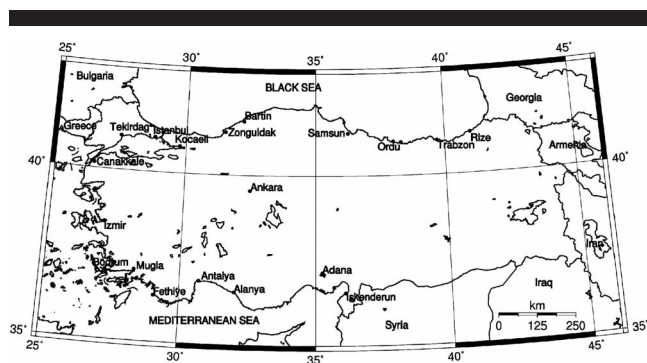 25° 30° 35° 40° 45°
Bulgaria
BLACK SEA
Georgia
Bartin
Greece
Tekirdag
Istanbul
Zonguldak
Samsun
Rize
Kocaeli
Ordu
Trabzon
Armenia
40°
Canakkale
40°
Ankara
Izmir
Iran
Bodrum
Mugla
Antalya
Adana
Fethiye
Alanya
Iskenderun
Iraq
km
MEDITERRANEAN SEA
Syria
0 125 250
35°
35°
25° 30° 35° 40° 45°